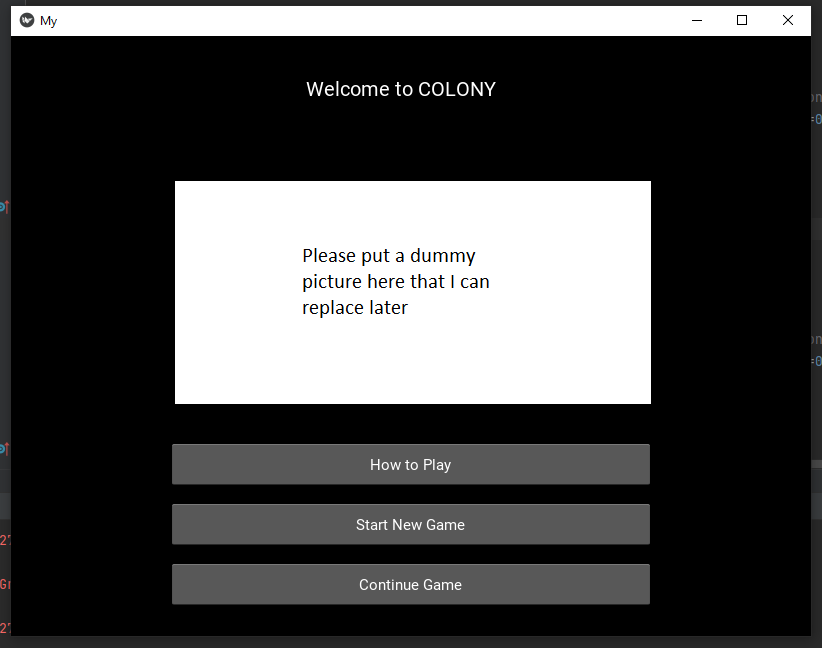 My
Welcome to COLONY
Please put a dummy
picture here that I can
replace later
How to Play
Start New Game
Continue Game